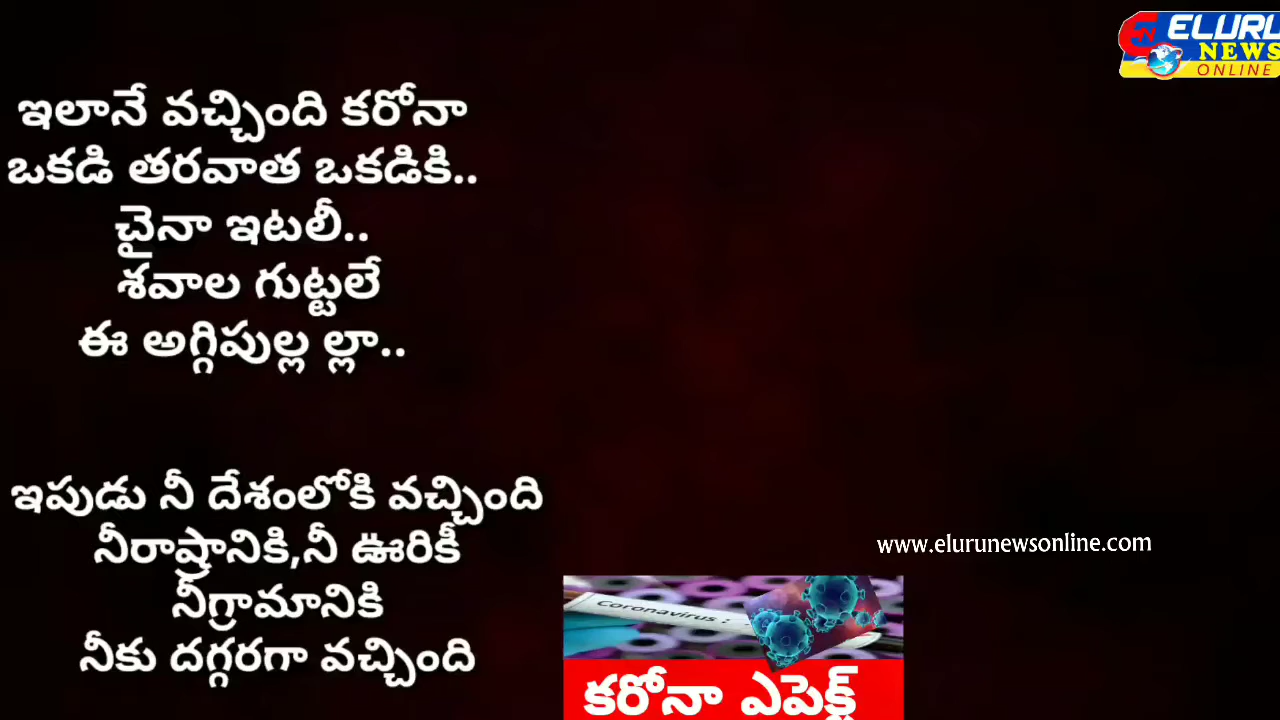 ELURU
NEWS
ONLINE
ఇలానే వచ్చింది కరోనా
ఒకడి తరవాత ఒకడికి..
చైనా ఇటలీ..
శవాల గుట్టలే
ఈ అగ్గిపుల్ల ల్లా..
ఇపుడు నీ దేశంలోకి వచ్చింది
నీరాష్ట్రానికి,నీ ఊరికీ
నీగ్రామానికి
నీకు దగ్గరగా వచ్చింది
www.elurunewsonline.com
Coronavirus :
కరోనా ఎపెక్ట్